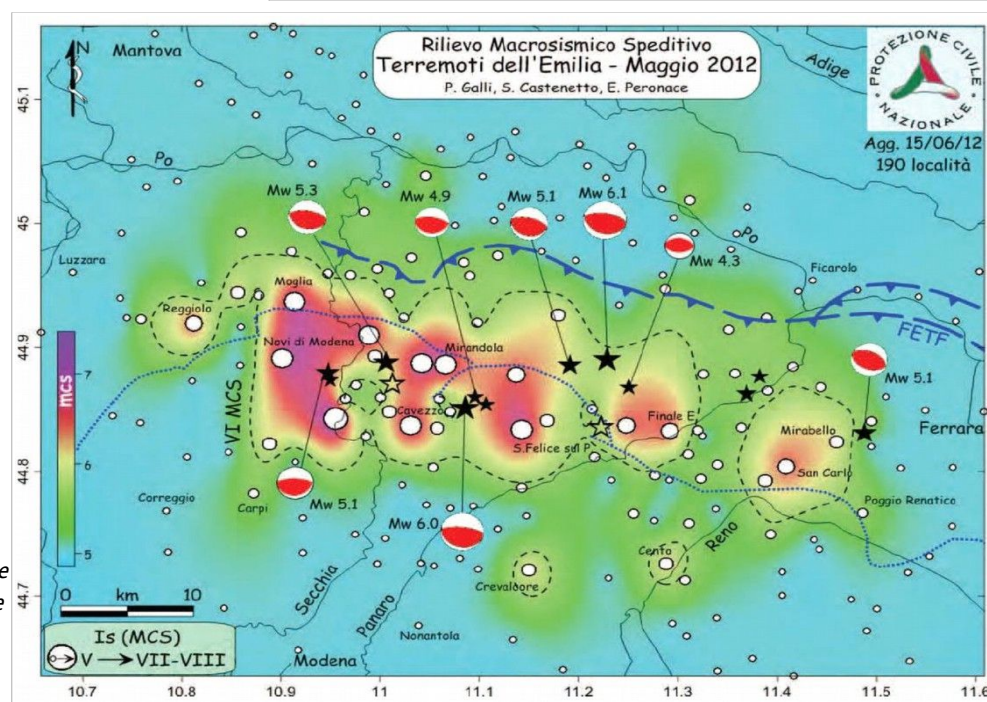 Rilievo Macrosismico Speditivo
Terremoti dell'Emilia - Maggio 2012
P. Galli, S. Castenetto, E. Peronace
PROTEZIONE CIVILE
NAZIONALE
Agg. 15/06/12
190 località
N
Mantova
Adige
45.1
Po
Mw 5.3
Mw 4.9
Mw 5.1
Mw 6.1
45
Po
Mw 4.3
Luzzara
Ficarolo
Moglia
Reggiolo
FETF
44.9
Novi di Modena
Mirandola
mcs
7
Mw 5.1
VI MCS
Cavezzo
Finale E.
Ferrara
Mirabello
S.Felice sul P.
6
44.8
San Carlo
Mw 5.1
Correggio
Carpi
Poggio Renatico
Mw 6.0
Reno
5
Cento
e
Crevalcore
44.7
0 km 10
Secchia
Panaro
Nonantola
Is (MCS)
V VII-VIII
Modena
10.7 10.8 10.9 11 11.1 11.2 11.3 11.4 11.5 11.6